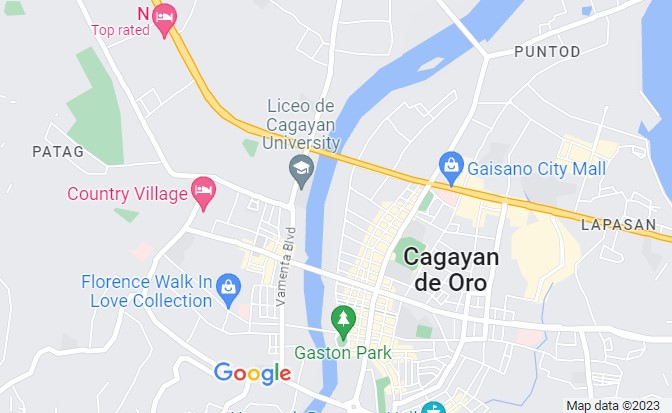 N
Top rated
PUNTOD
Liceo de
Cagayan
University
PATAG
Gaisano City Mall
Country Village
LAPASAN
Vamenta Blvd
Cagayan
de Oro
Florence Walk In
Love Collection
Gaston Park
Google
Map data ©2023